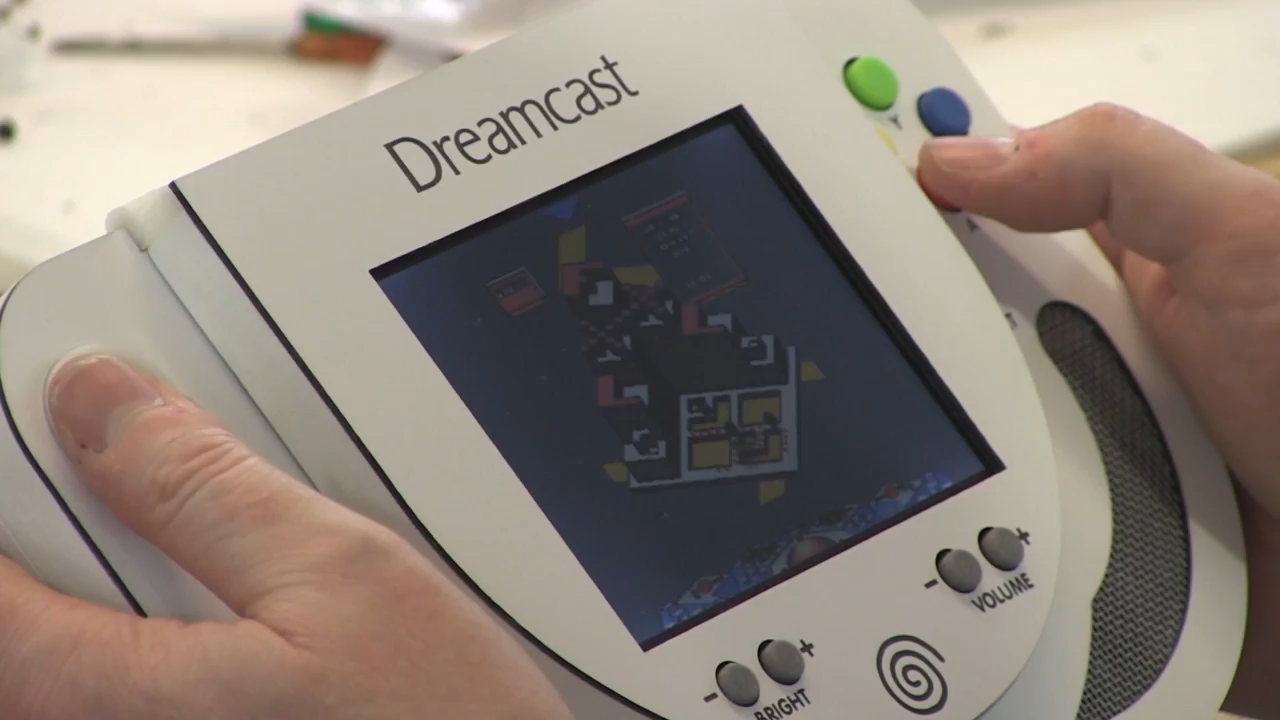 Dreamcast
Y
A
- + VOLUME
- + BRIGHT